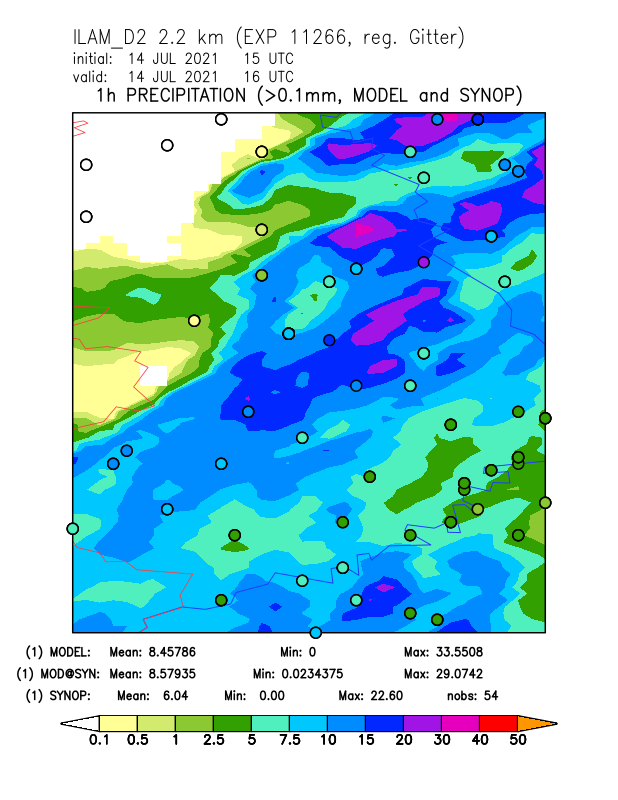 ILAM_D2 2.2 km (EXP 11266, reg. Gitter)
initial: 14 JUL 2021 15 UTC
valid: 14 JUL 2021 16 UTC
1h PRECIPITATION (>0.1mm, MODEL and SYNOP)
(1) MODEL: Mean: 8.45786 Min: 0 Max: 33.5508
(1) MOD@SYN: Mean: 8.57935 Min: 0.0234375 Max: 29.0742
(1) SYNOP: Mean: 6.04 Min: 0.00 Max: 22.60 nobs: 54
0.1 0.5 1 2.5 5 7.5 10 15 20 30 40 50